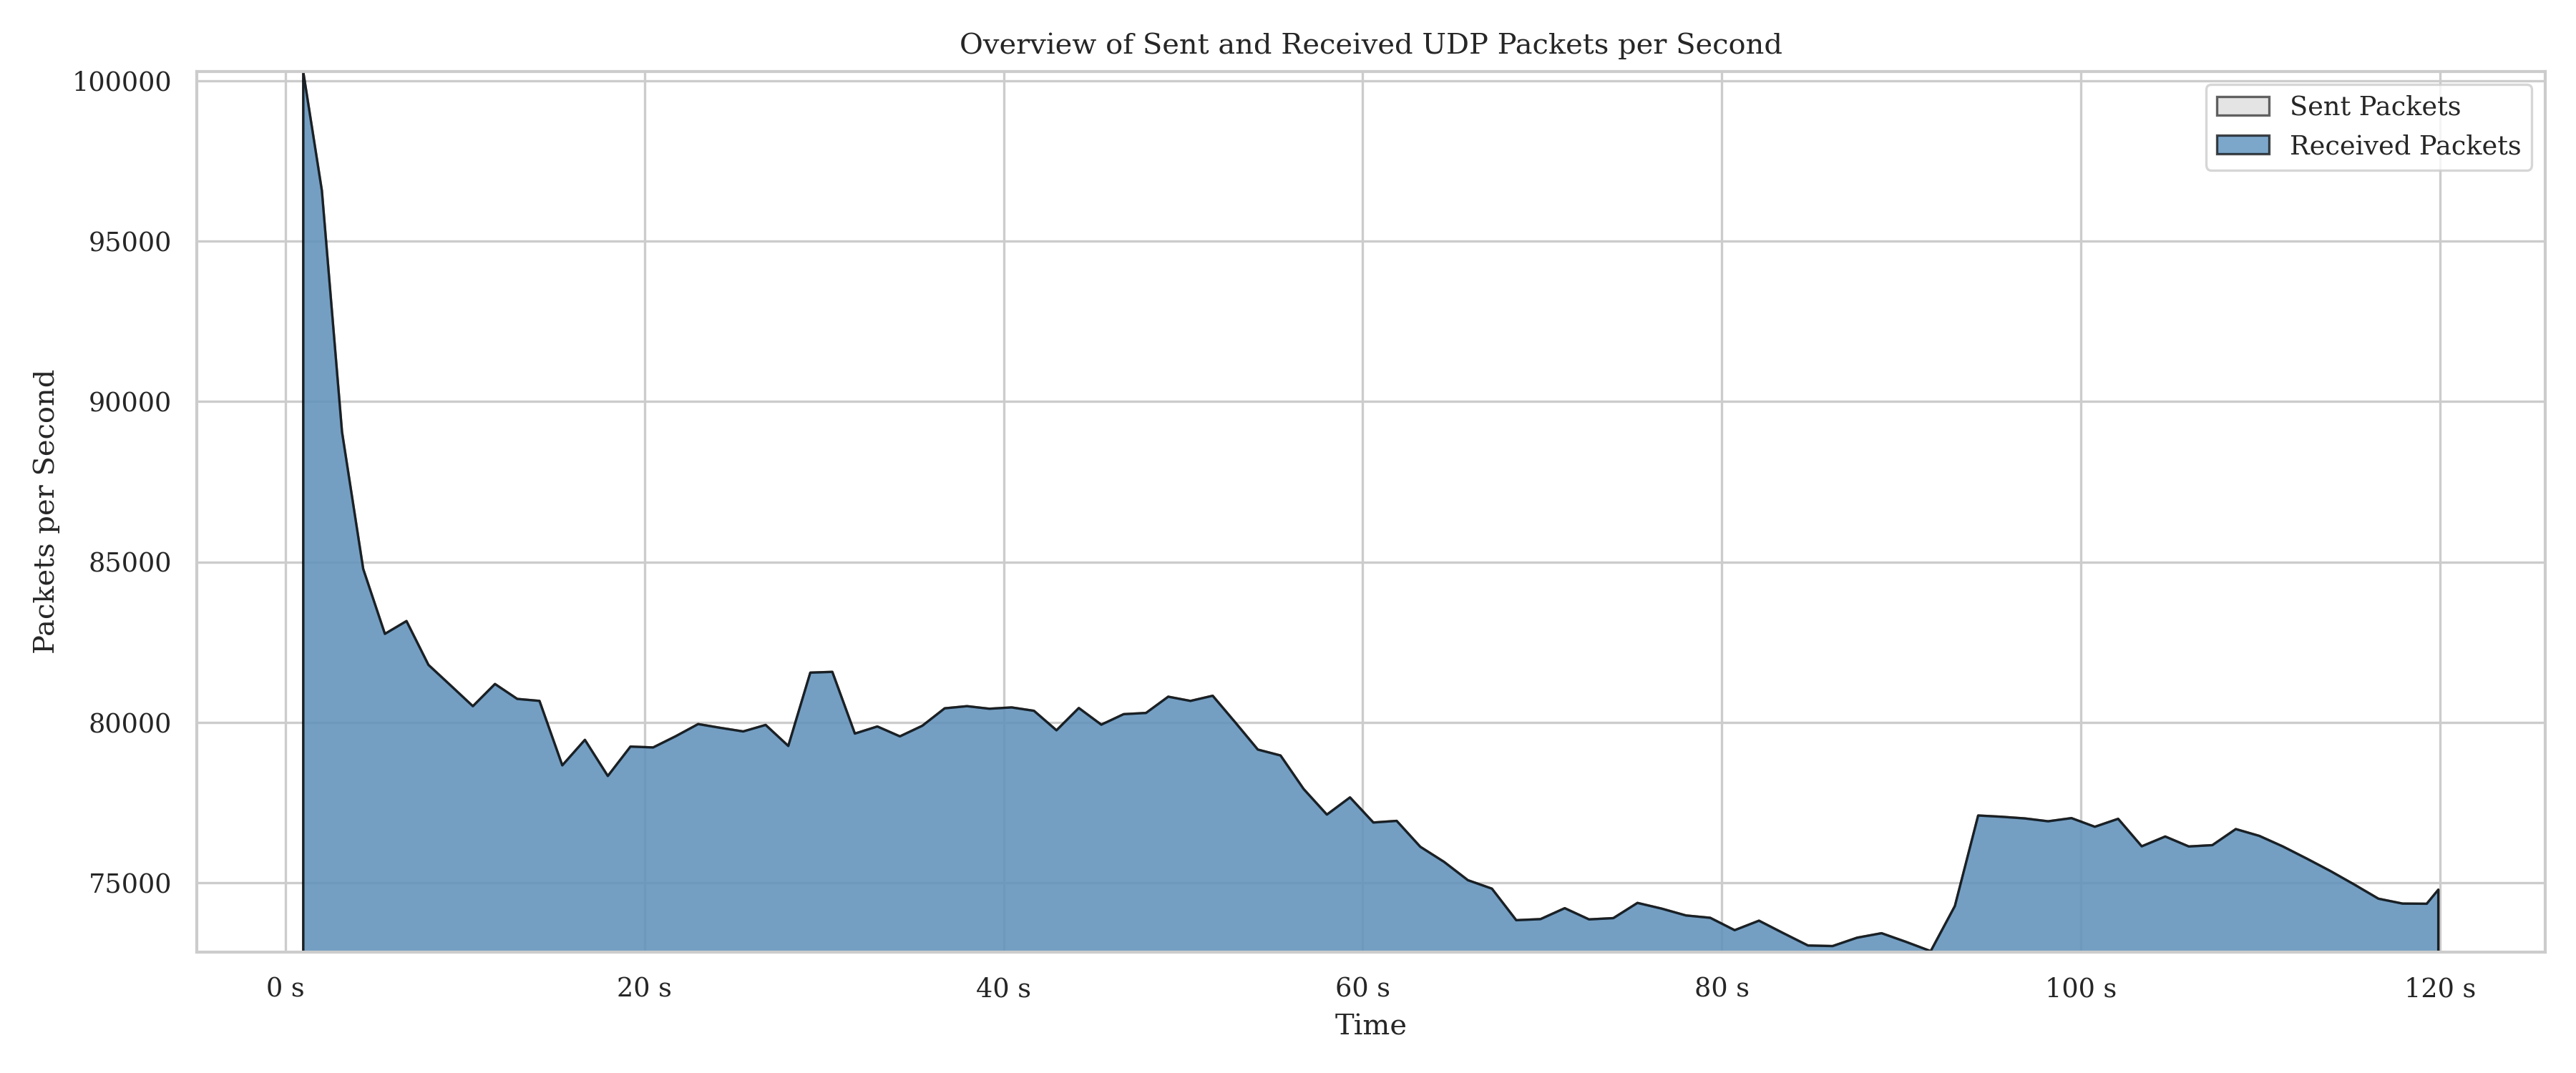 Overview of Sent and Received UDP Packets per Second
100000
95000
90000
85000
80000
75000
Packets per Second
Sent Packets
Received Packets
0 s 20 s 40 s 60 s 80 s 100 s 120 s
Time